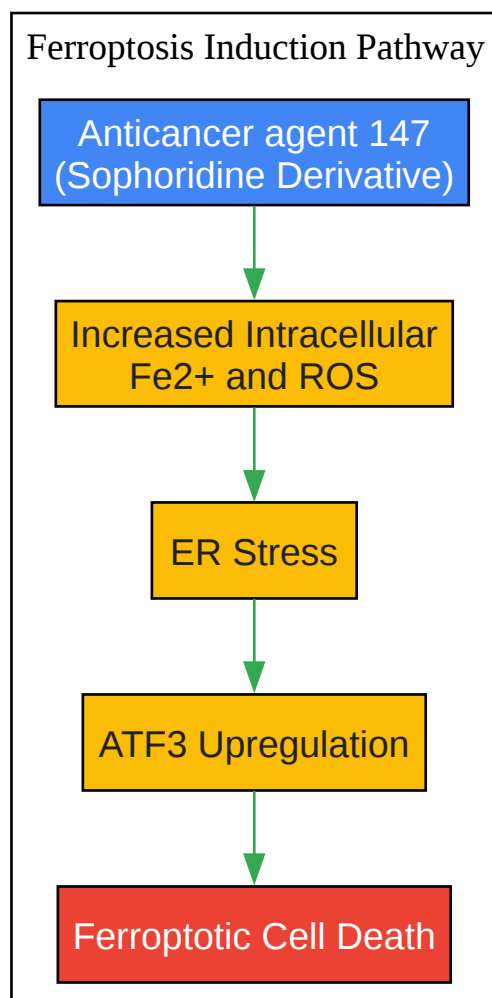 Ferroptosis Induction Pathway
Anticancer agent 147
(Sophoridine Derivative)
Increased Intracellular
Fe2+ and ROS
ER Stress
ATF3 Upregulation
Ferroptotic Cell Death